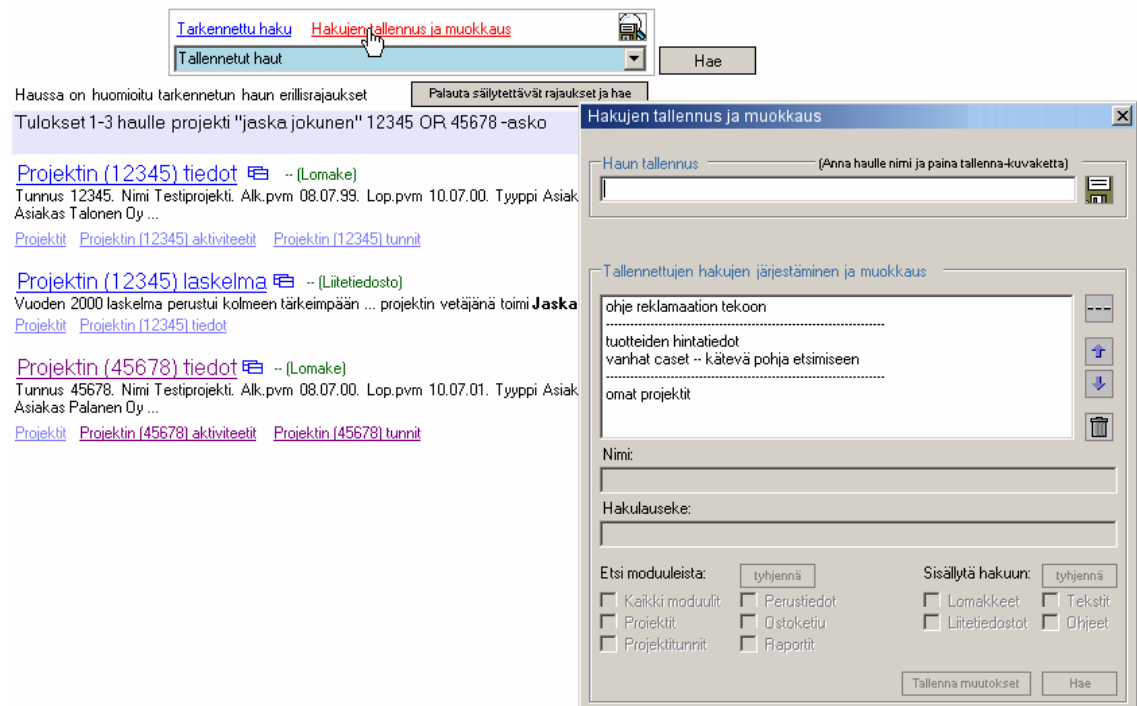 Tarkennettu haku Hakujen tallennus ja muokkaus
Tallennetut haut
Hae
Haussa on huomioitu tarkennetun haun erillisrajaukset
Palauta säilytettävät rajaukset ja hae
Tulokset 1-3 haulle projekti "jaska jokunen" 12345 OR 45678 -asko
Projektin (12345) tiedot -- (Lomake)
Tunnus 12345. Nimi Testiprojekti. Alk.pvm 08.07.99. Lop.pvm 10.07.00. Tyyppi Asiak
Asiakas Talonen Oy ...
Projektit Projektin (12345) aktiviteetit Projektin (12345) tunnit
Projektin (12345) laskelma -- (Liitetiedosto)
Vuoden 2000 laskelma perustui kolmeen tärkeimpään ... projektin vetäjänä toimi Jaska
Projektit Projektin (12345) tiedot
Projektin (45678) tiedot -- (Lomake)
Tunnus 45678. Nimi Testiprojekti. Alk.pvm 08.07.00. Lop.pvm 10.07.01. Tyyppi Asiak
Asiakas Palanen Oy ...
Projektit Projektin (45678) aktiviteetit Projektin (45678) tunnit
Hakujen tallennus ja muokkaus
Haun tallennus (Anna haulle nimi ja paina tallenna-kuvaketta)
Tallennettujen hakujen järjestäminen ja muokkaus
ohje reklamaation tekoon
tuotteiden hintatiedot
vanhat caset -- kätevä pohja etsimiseen
omat projektit
Nimi:
Hakulauseke:
Etsi moduuleista: tyhjennä Sisällytä hakuun: tyhjennä
Kaikki moduulit Perustiedot Lomakkeet Tekstit
Projektit Ostoketju Liitetiedostot Ohjeet
Projektitunnit Raportit
Tallenna muutokset Hae